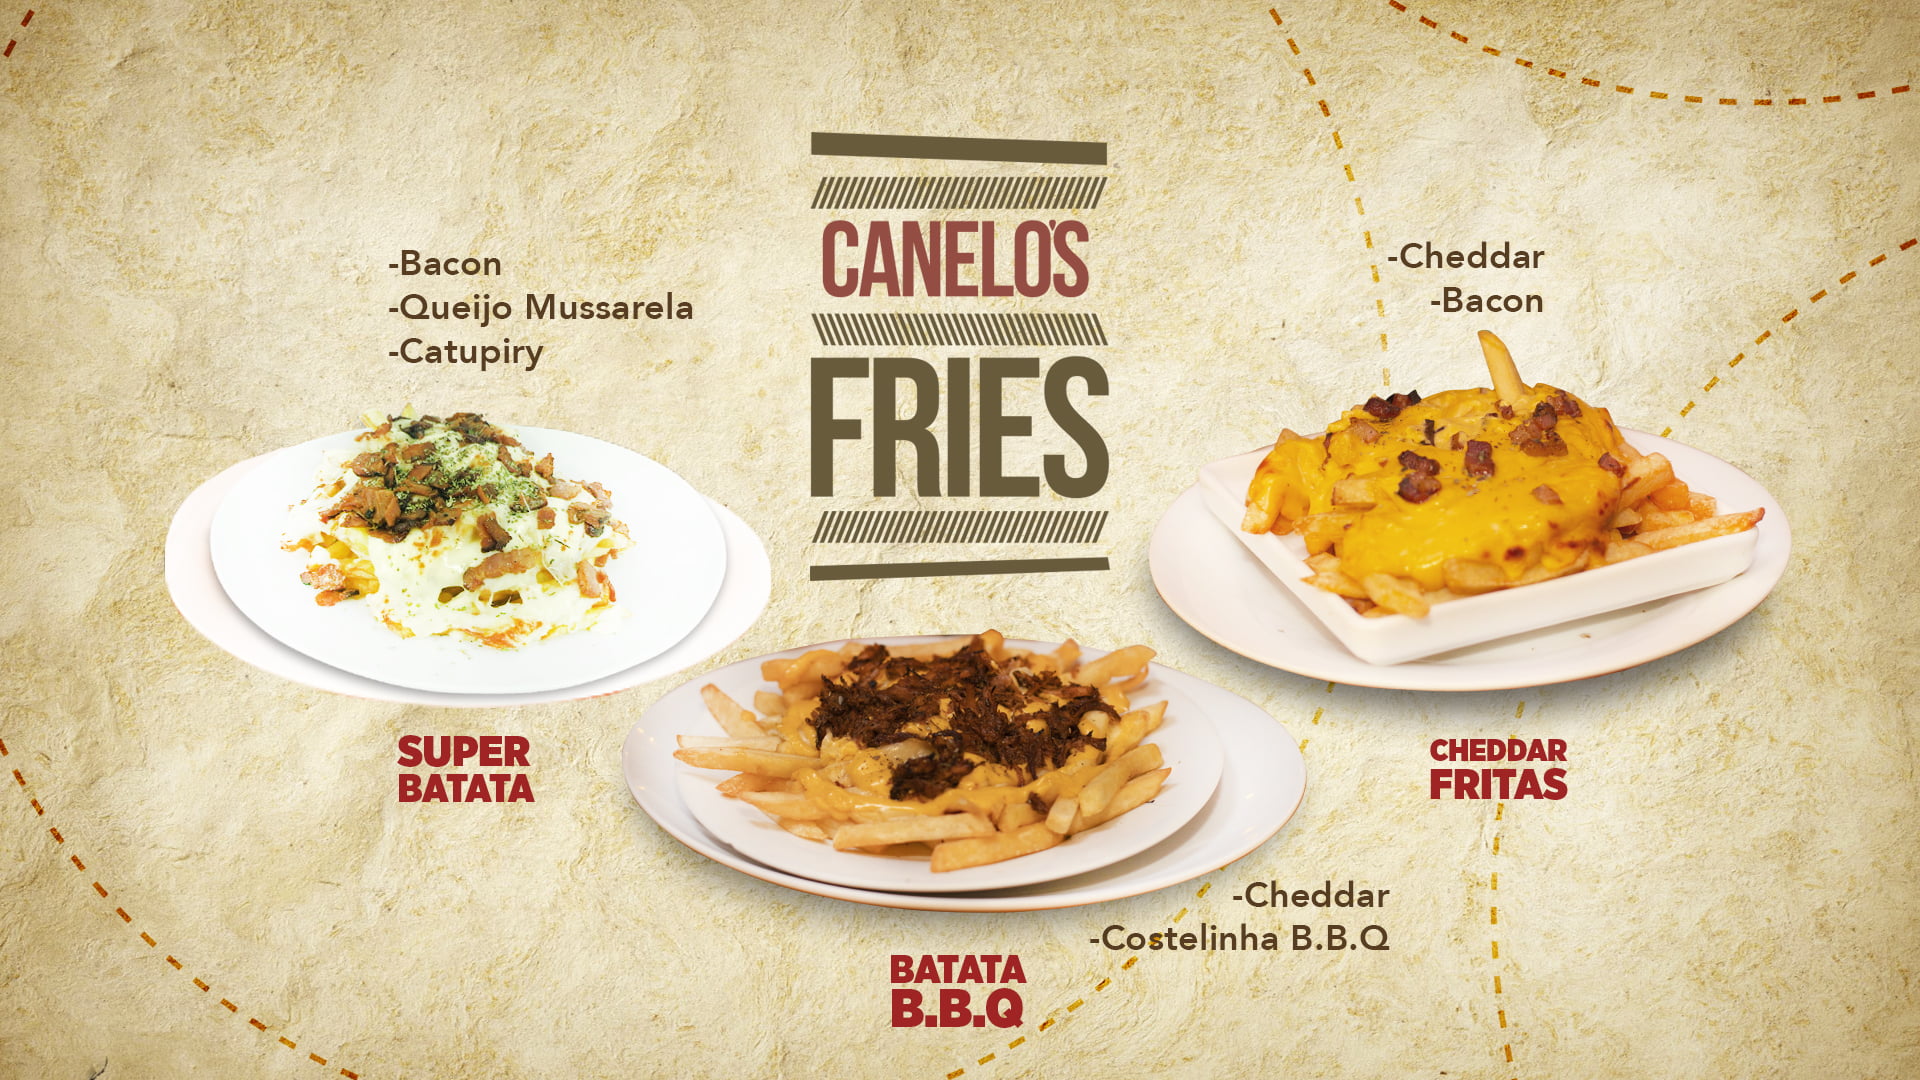 CANELO'S
FRIES
-Bacon
-Queijo Mussarela
-Catupiry
SUPER
BATATA
-Cheddar
-Bacon
CHEDDAR
FRITAS
-Cheddar
-Costelinha B.B.Q
BATATA
B.B.Q